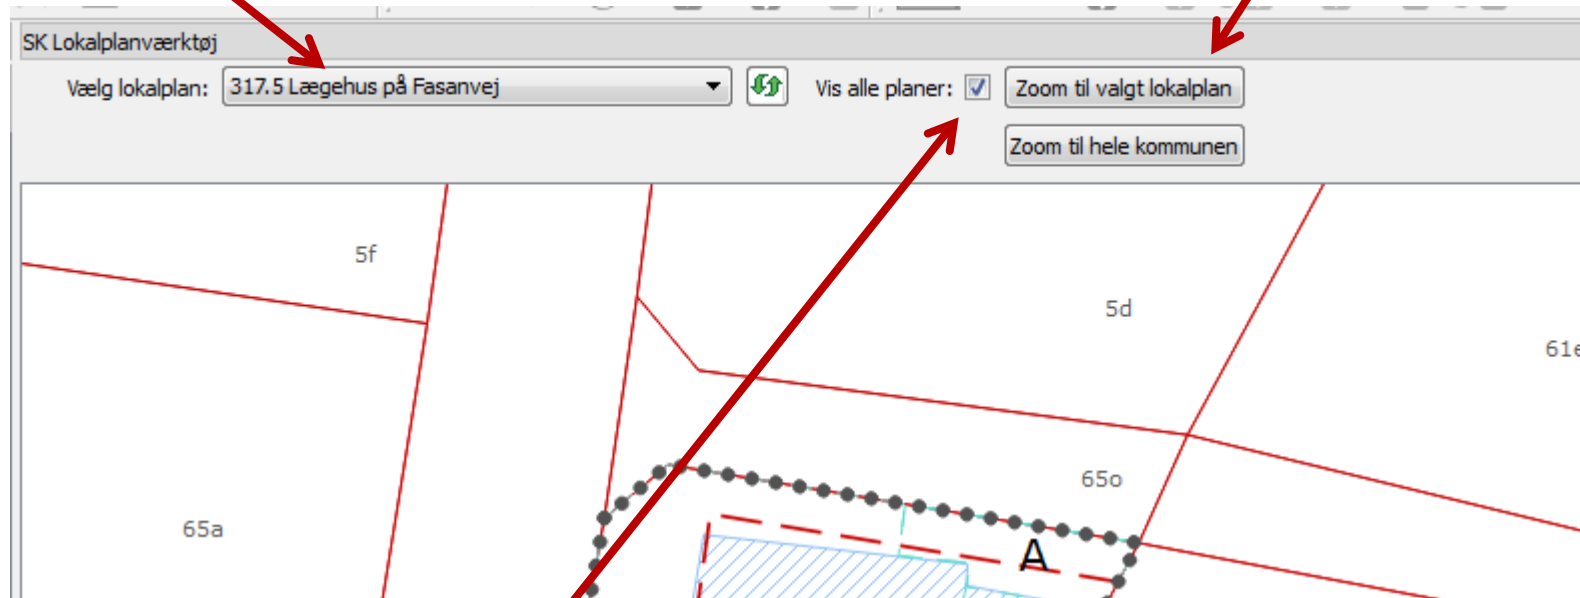 SK Lokalplanværktøj
Vælg lokalplan: 317.5 Lægehus på Fasanvej Vis alle planer: Zoom til valgt lokalplan
Zoom til hele kommunen
5f
5d
61e
65o
65a
A